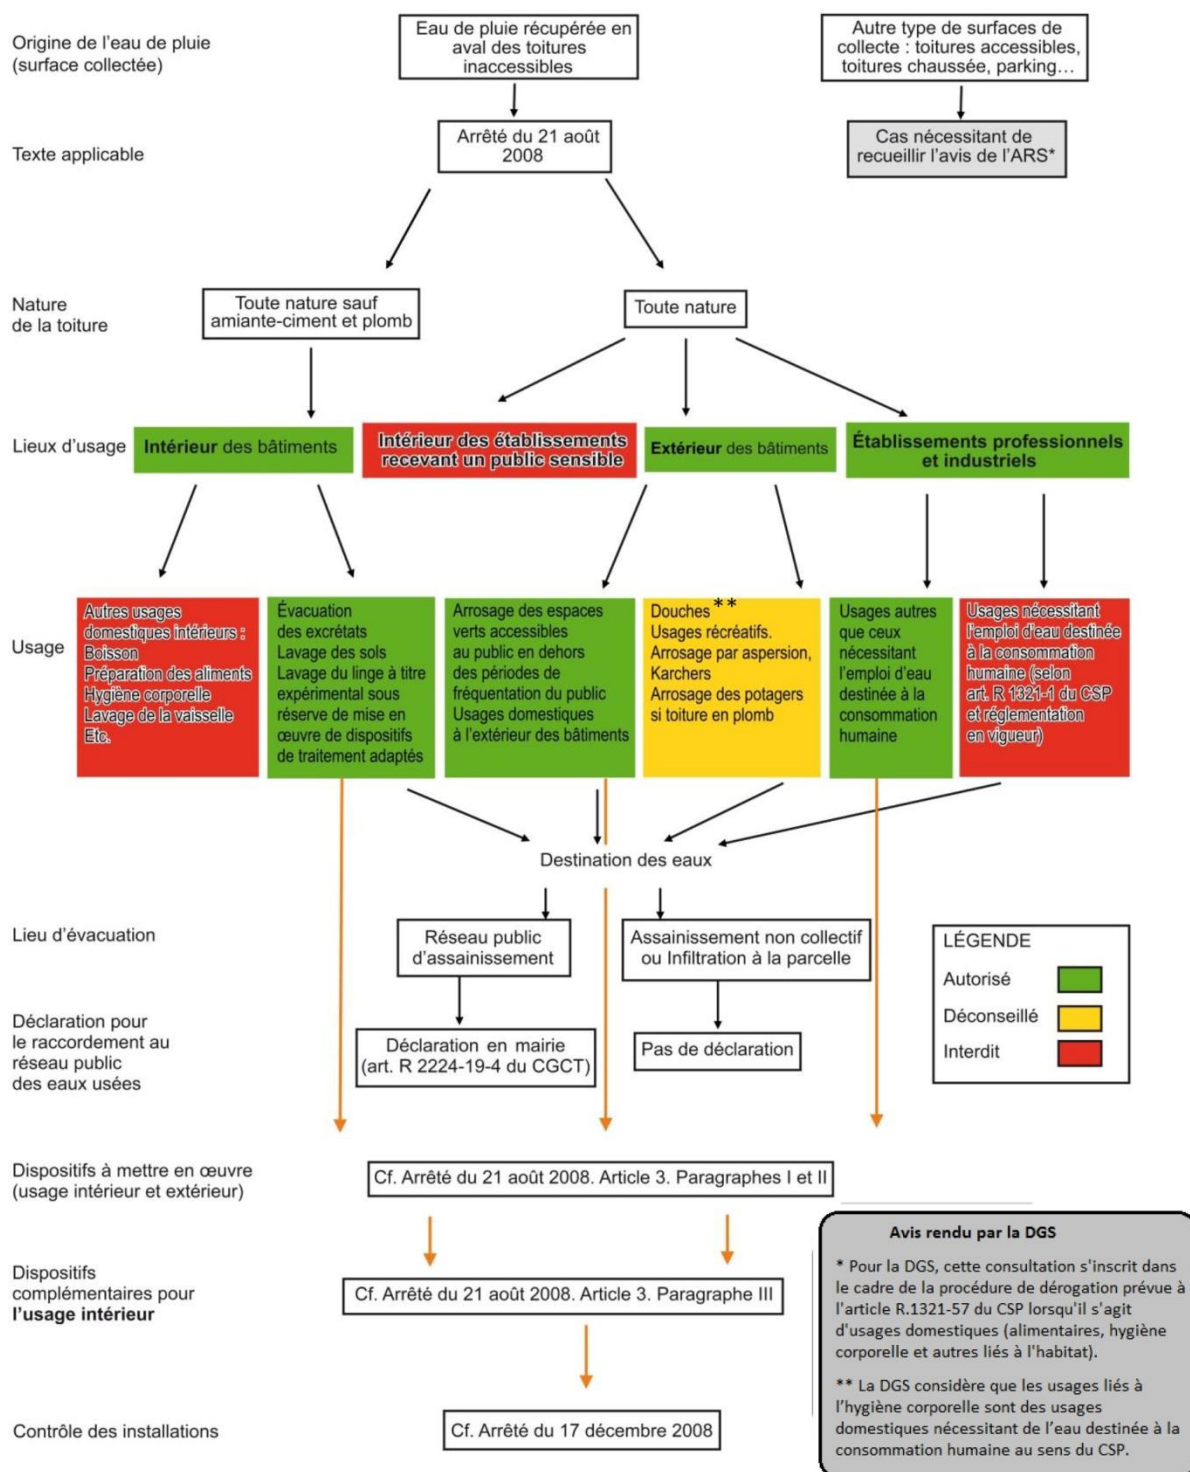 Origine de l'eau de pluie
(surface collectée)
Eau de pluie récupérée en
aval des toitures
inaccessibles
Autre type de surfaces de
collecte : toitures accessibles,
toitures chaussée, parking...
Texte applicable
Arrêté du 21 août
2008
Cas nécessitant de
recueillir l'avis de l'ARS*
Nature
de la toiture
Toute nature sauf
amiante-ciment et plomb
Toute nature
Lieux d'usage
Intérieur des bâtiments
Intérieur des établissements
recevant un public sensible
Extérieur des bâtiments
Établissements professionnels
et industriels
Usage
Autres usages
domestiques intérieurs :
Boisson
Préparation des aliments
Hygiène corporelle
Lavage de la vaisselle
Etc.
Évacuation
des excrétats
Lavage des sols
Lavage du linge à titre
expérimental sous
réserve de mise en
œuvre de dispositifs
de traitement adaptés
Arrosage des espaces
verts accessibles
au public en dehors
des périodes de
fréquentation du public
Usages domestiques
à l'extérieur des bâtiments
Douches**
Usages récréatifs.
Arrosage par aspersion,
Karchers
Arrosage des potagers
si toiture en plomb
Usages autres
que ceux
nécessitant
l'emploi d'eau
destinée à la
consommation
humaine
Usages nécessitant
l'emploi d'eau destinée
à la consommation
humaine (selon
art. R 1321-1 du CSP
et réglementation
en vigueur)
Destination des eaux
Lieu d'évacuation
Réseau public
d'assainissement
Assainissement non collectif
ou Infiltration à la parcelle
LÉGENDE
Autorisé
Déconseillé
Interdit
Déclaration pour
le raccordement au
réseau public
des eaux usées
Déclaration en mairie
(art. R 2224-19-4 du CGCT)
Pas de déclaration
Dispositifs à mettre en œuvre
(usage intérieur et extérieur)
Cf. Arrêté du 21 août 2008. Article 3. Paragraphes I et II
Dispositifs
complémentaires pour
l'usage intérieur
Cf. Arrêté du 21 août 2008. Article 3. Paragraphe III
Contrôle des installations
Cf. Arrêté du 17 décembre 2008
Avis rendu par la DGS
* Pour la DGS, cette consultation s'inscrit dans
le cadre de la procédure de dérogation prévue à
l'article R.1321-57 du CSP lorsqu'il s'agit
d'usages domestiques (alimentaires, hygiène
corporelle et autres liés à l'habitat).
** La DGS considère que les usages liés à
l'hygiène corporelle sont des usages
domestiques nécessitant de l'eau destinée à la
consommation humaine au sens du CSP.